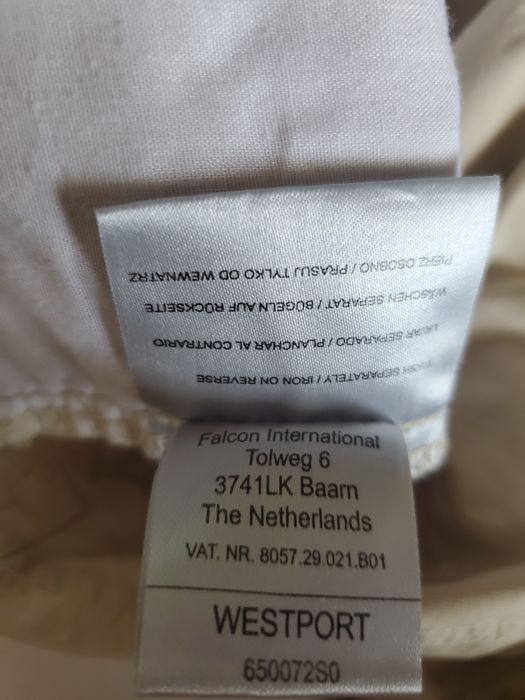 WASH SEPARATELY / IRON ON REVERSE
LAVAR SEPARADO / PLANCHAR AL CONTRARIO
WASCHEN SEPARAT / BÜGELN AUF RÜCKSEITE
PIERZ OSOBNO / PRASUJ TYLKO OD WEWNATRZ
Falcon International
Tolweg 6
3741LK Baarn
The Netherlands
VAT. NR. 8057.29.021.B01
WESTPORT
650072S0